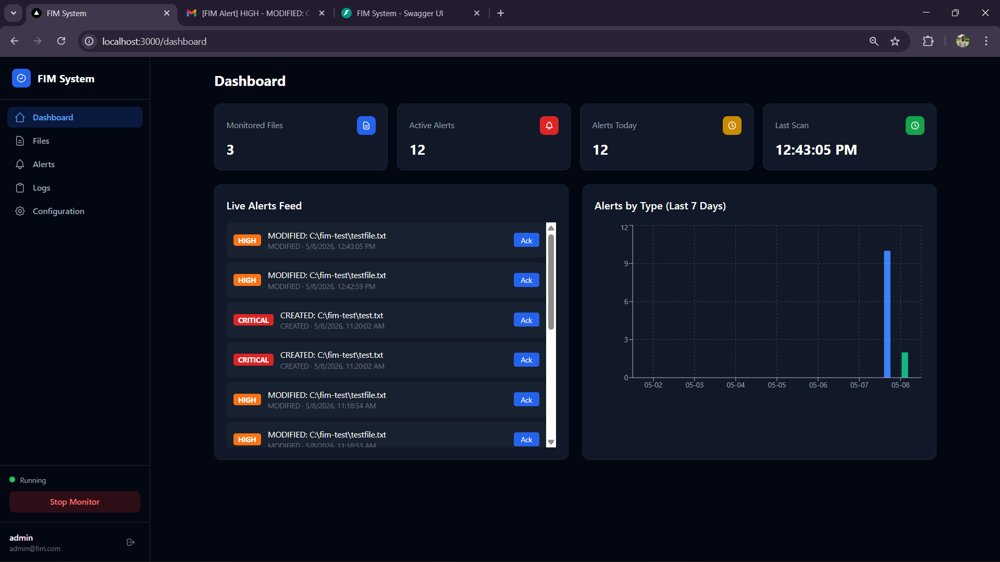 FIM System
[FIM Alert] HIGH - MODIFIED: C
FIM System - Swagger UI
localhost:3000/dashboard
FIM System
Dashboard
Files
Alerts
Logs
Configuration
Running
Stop Monitor
admin
admin@fim.com
Dashboard
Monitored Files
3
Active Alerts
12
Alerts Today
12
Last Scan
12:43:05 PM
Live Alerts Feed
HIGH
MODIFIED: C:\fim-test\testfile.txt
MODIFIED · 5/8/2026, 12:43:05 PM
Ack
HIGH
MODIFIED: C:\fim-test\testfile.txt
MODIFIED · 5/8/2026, 12:42:59 PM
Ack
CRITICAL
CREATED: C:\fim-test\test.txt
CREATED · 5/8/2026, 11:20:02 AM
Ack
CRITICAL
CREATED: C:\fim-test\test.txt
CREATED · 5/8/2026, 11:20:02 AM
Ack
HIGH
MODIFIED: C:\fim-test\testfile.txt
MODIFIED · 5/8/2026, 11:18:54 AM
Ack
HIGH
MODIFIED: C:\fim-test\testfile.txt
MODIFIED · 5/8/2026, 11:18:53 AM
Ack
Alerts by Type (Last 7 Days)
12
9
6
3
0
05-02 05-03 05-04 05-05 05-06 05-07 05-08